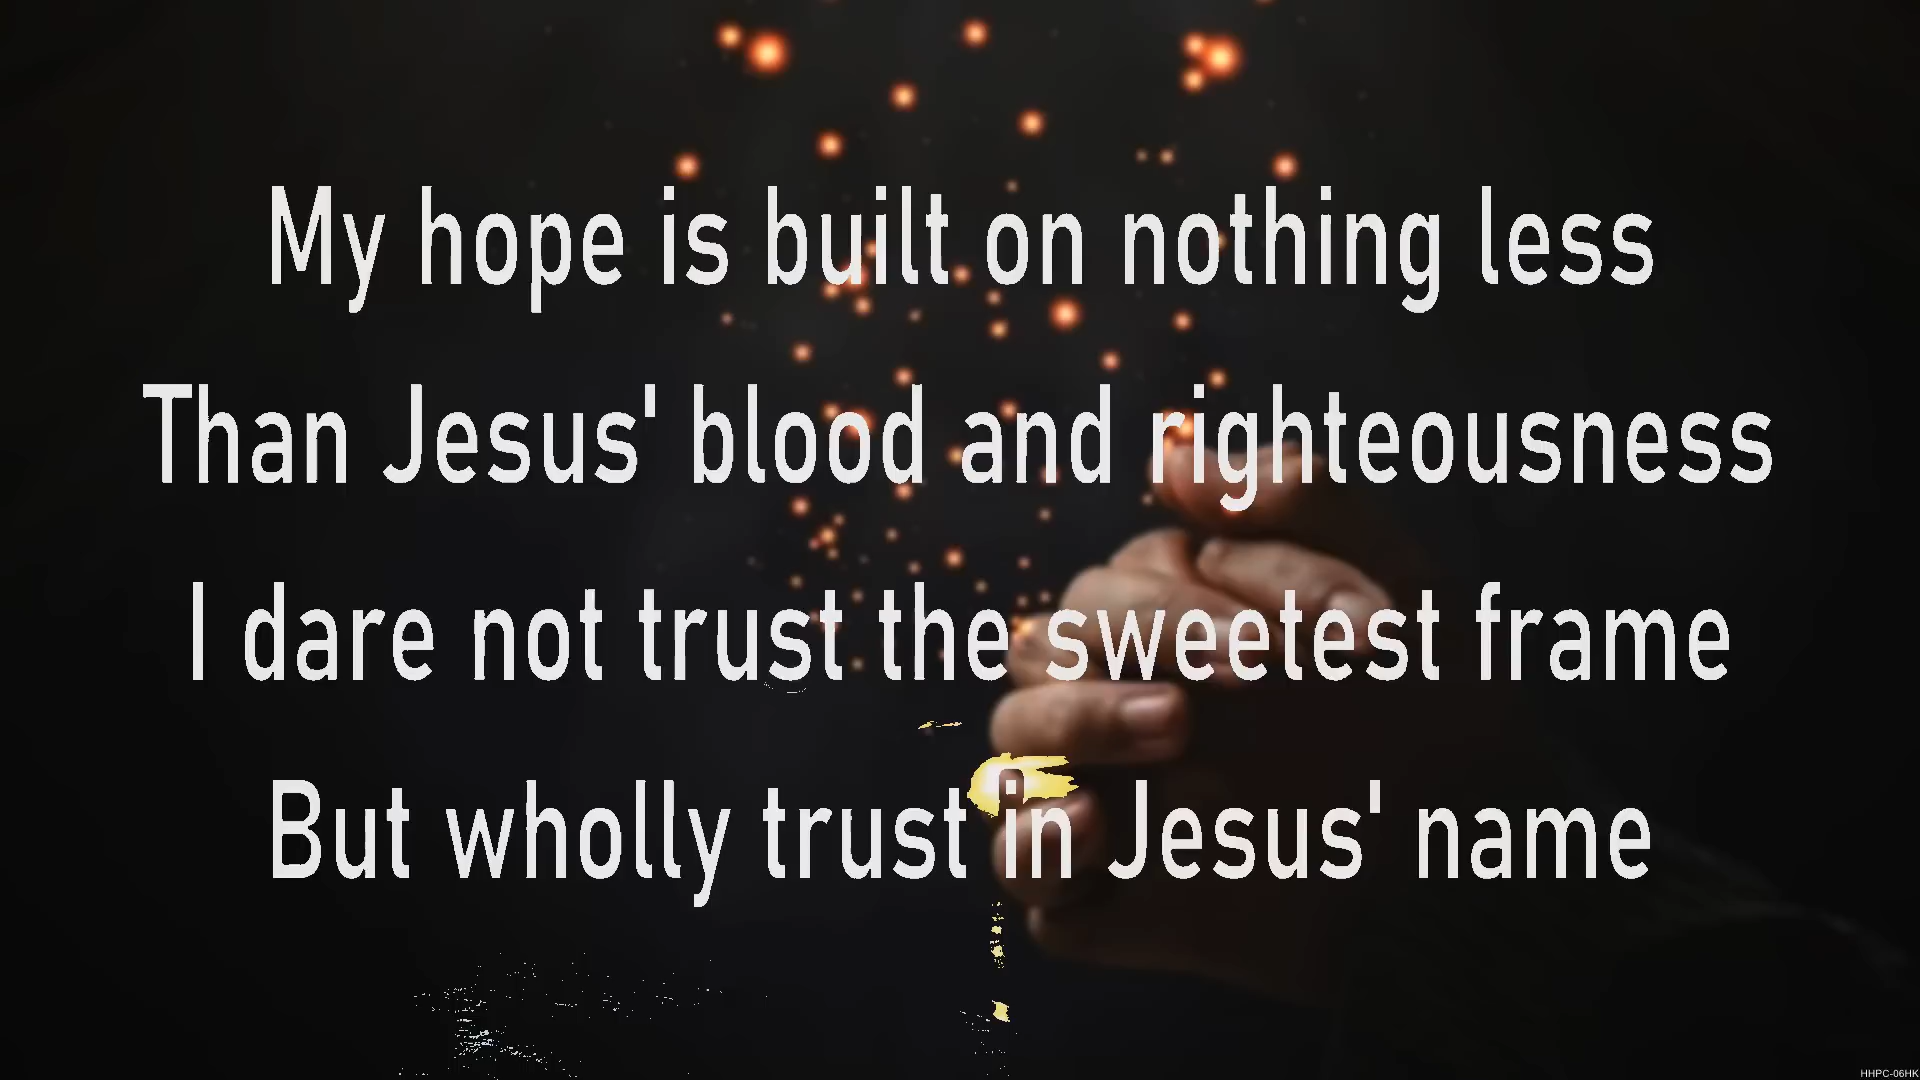 My hope is built on nothing less
Than Jesus' blood and righteousness
I dare not trust the sweetest frame
But wholly trust in Jesus' name
HHPC-06HK